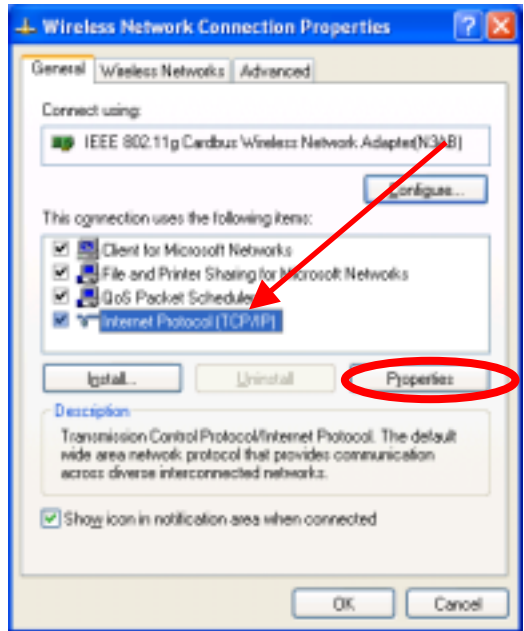 Wireless Network Connection Properties
General Wireless Networks Advanced
Connect using:
IEEE 802.11g Cardbus Wireless Network Adapter(N3AB)
Configure...
This connection uses the following items:
Client for Microsoft Networks
File and Printer Sharing for Microsoft Networks
QoS Packet Scheduler
Internet Protocol (TCP/IP)
Install... Uninstall Properties
Description
Transmission Control Protocol/Internet Protocol. The default
wide area network protocol that provides communication
across diverse interconnected networks.
Show icon in notification area when connected
OK Cancel